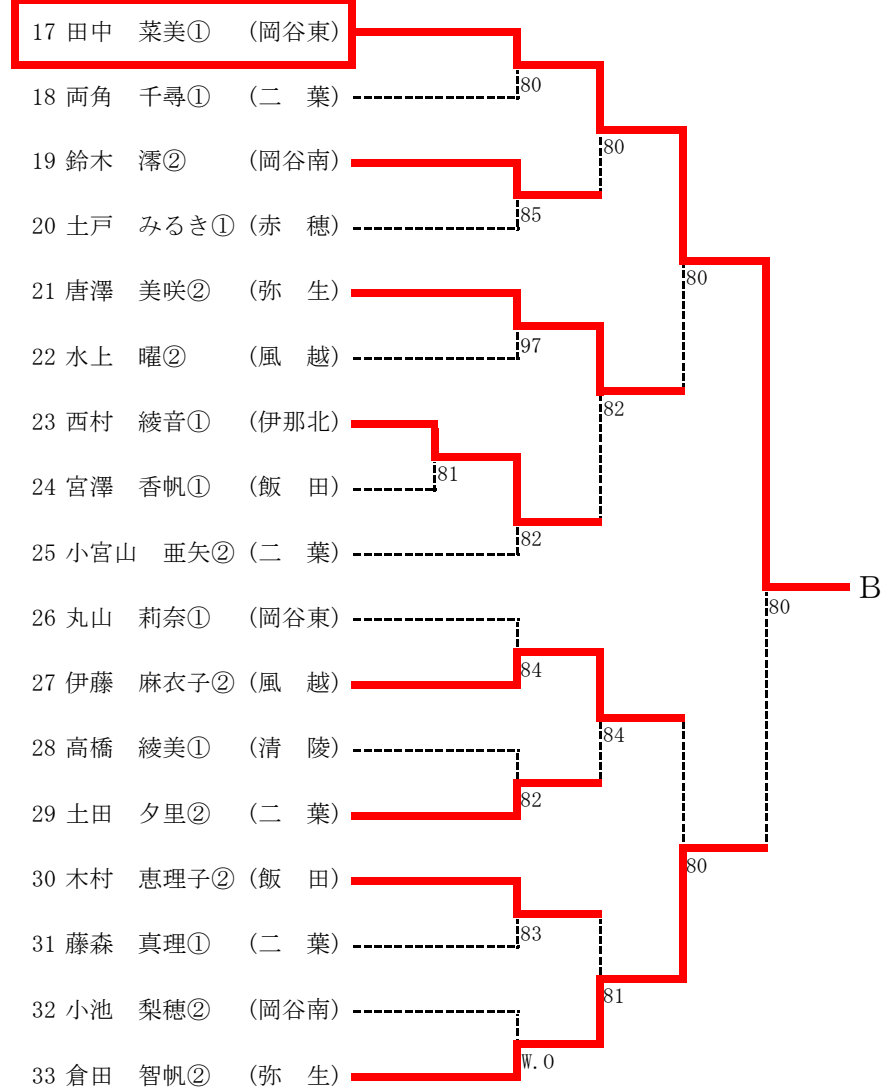 17 田中　菜美①　(岡谷東)
80
18 両角　千尋①　(二　葉)
80
19 鈴木　澪②　(岡谷南)
85
20 土戸　みるき① (赤　穂)
80
21 唐澤　美咲②　(弥　生)
97
22 水上　曜②　(風　越)
82
23 西村　綾音①　(伊那北)
81
24 宮澤　香帆①　(飯　田)
82
25 小宮山　亜矢② (二　葉)
B
80
26 丸山　莉奈①　(岡谷東)
84
27 伊藤　麻衣子② (風　越)
84
28 高橋　綾美①　(清　陵)
82
29 土田　夕里②　(二　葉)
80
30 木村　恵理子② (飯　田)
83
31 藤森　真理①　(二　葉)
81
32 小池　梨穂②　(岡谷南)
W.O
33 倉田　智帆②　(弥　生)